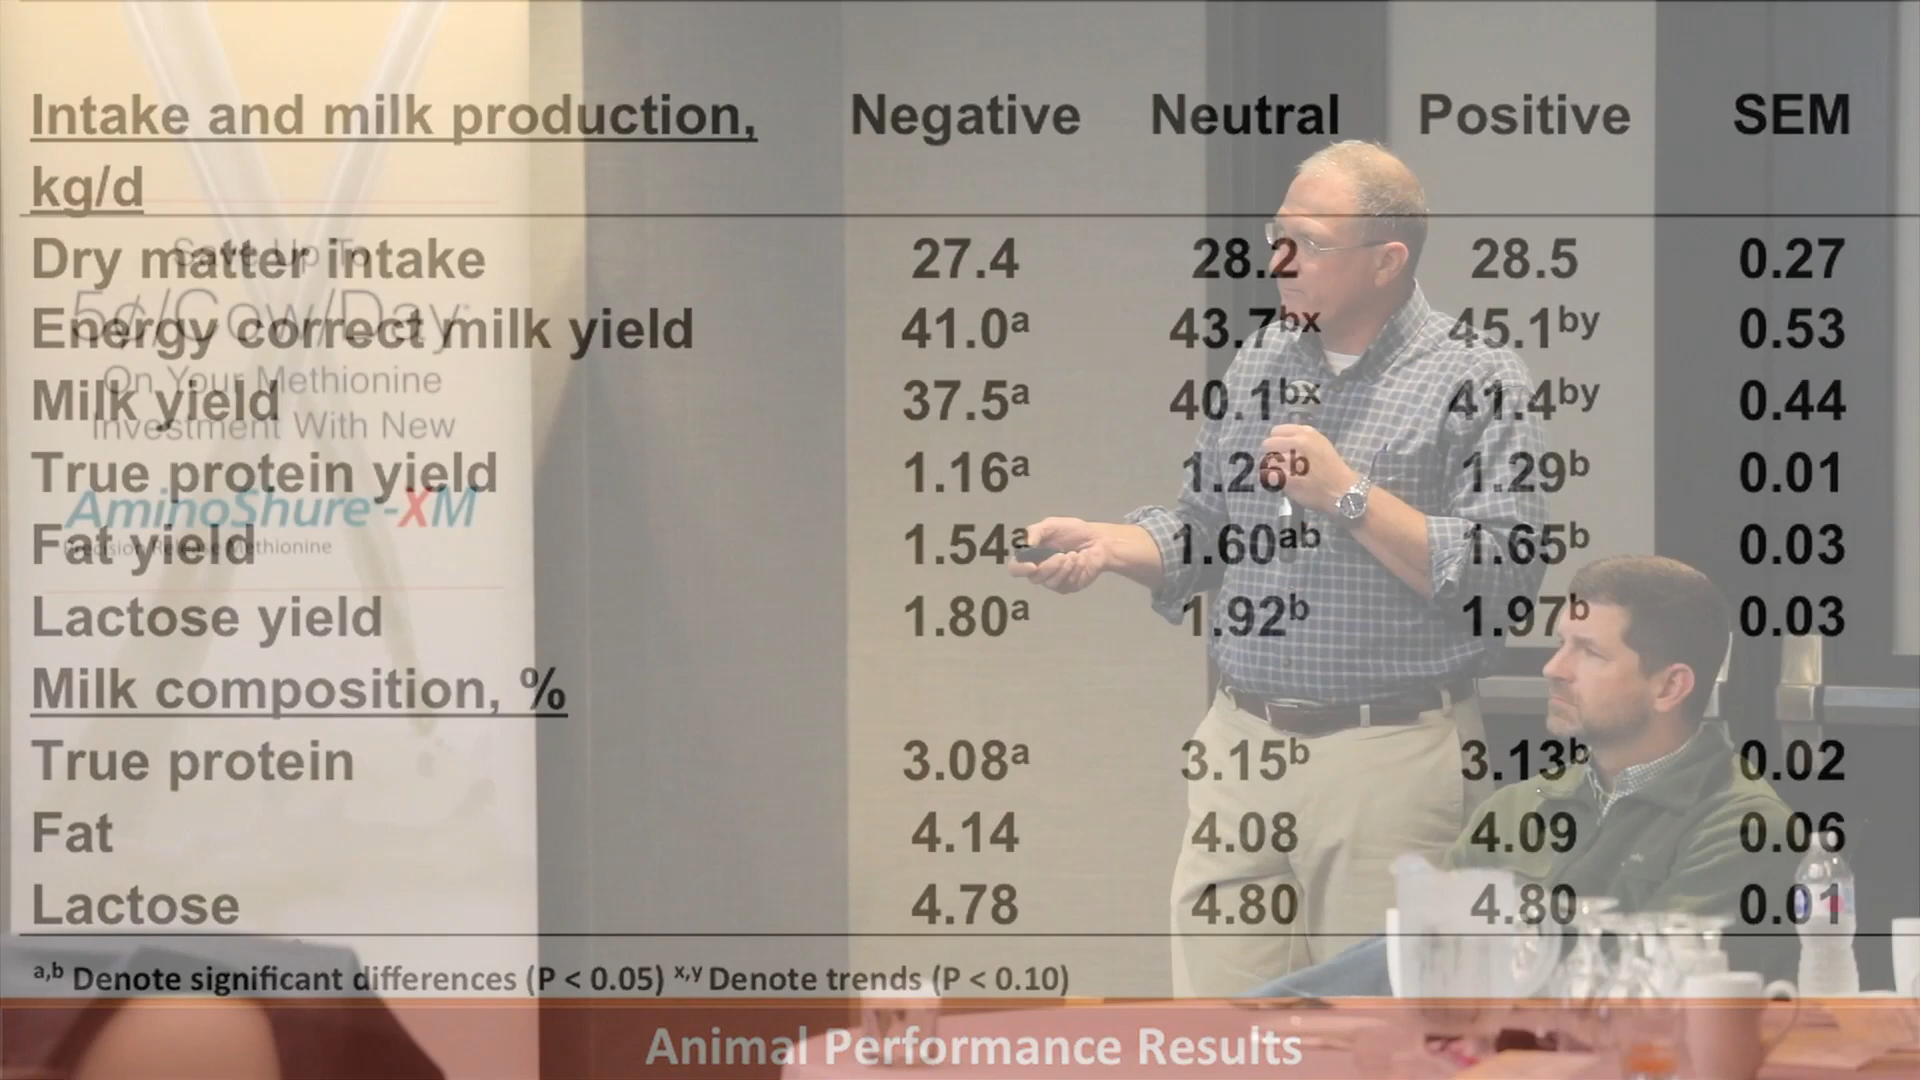 Intake and milk production, Negative Neutral Positive SEM
kg/d
Dry matter intake 27.4 28.2 28.5 0.27
Energy correct milk yield 41.0ᵃ 43.7ᵇˣ 45.1ᵇʸ 0.53
Milk yield 37.5ᵃ 40.1ᵇˣ 41.4ᵇʸ 0.44
True protein yield 1.16ᵃ 1.26ᵇ 1.29ᵇ 0.01
Fat yield 1.54ᵃ 1.60ᵃᵇ 1.65ᵇ 0.03
Lactose yield 1.80ᵃ 1.92ᵇ 1.97ᵇ 0.03
Milk composition, %
True protein 3.08ᵃ 3.15ᵇ 3.13ᵇ 0.02
Fat 4.14 4.08 4.09 0.06
Lactose 4.78 4.80 4.80 0.01
a,b Denote significant differences (P < 0.05) x,y Denote trends (P < 0.10)
Animal Performance Results
Save Up To
5¢/Cow/Day
On Your Methionine
Investment With New
AminoShure-XM
Precision Release Methionine